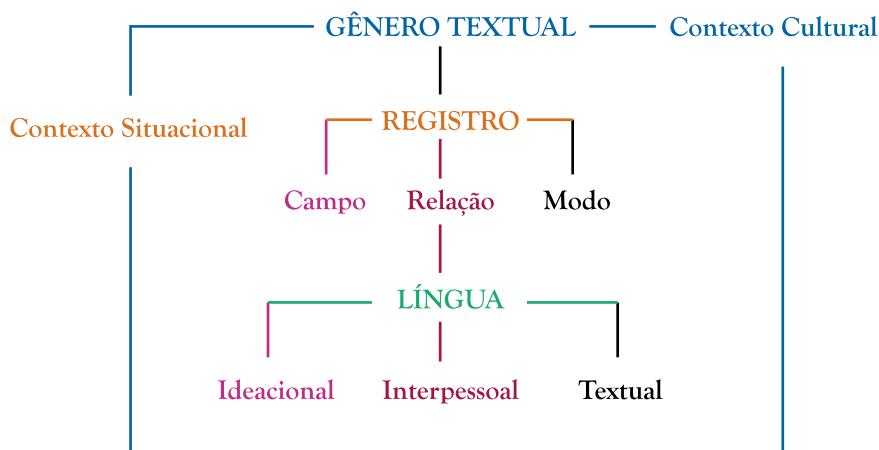 GÊNERO TEXTUAL
Contexto Cultural
Contexto Situacional
REGISTRO
Campo
Relação
Modo
LÍNGUA
Ideacional
Interpessoal
Textual